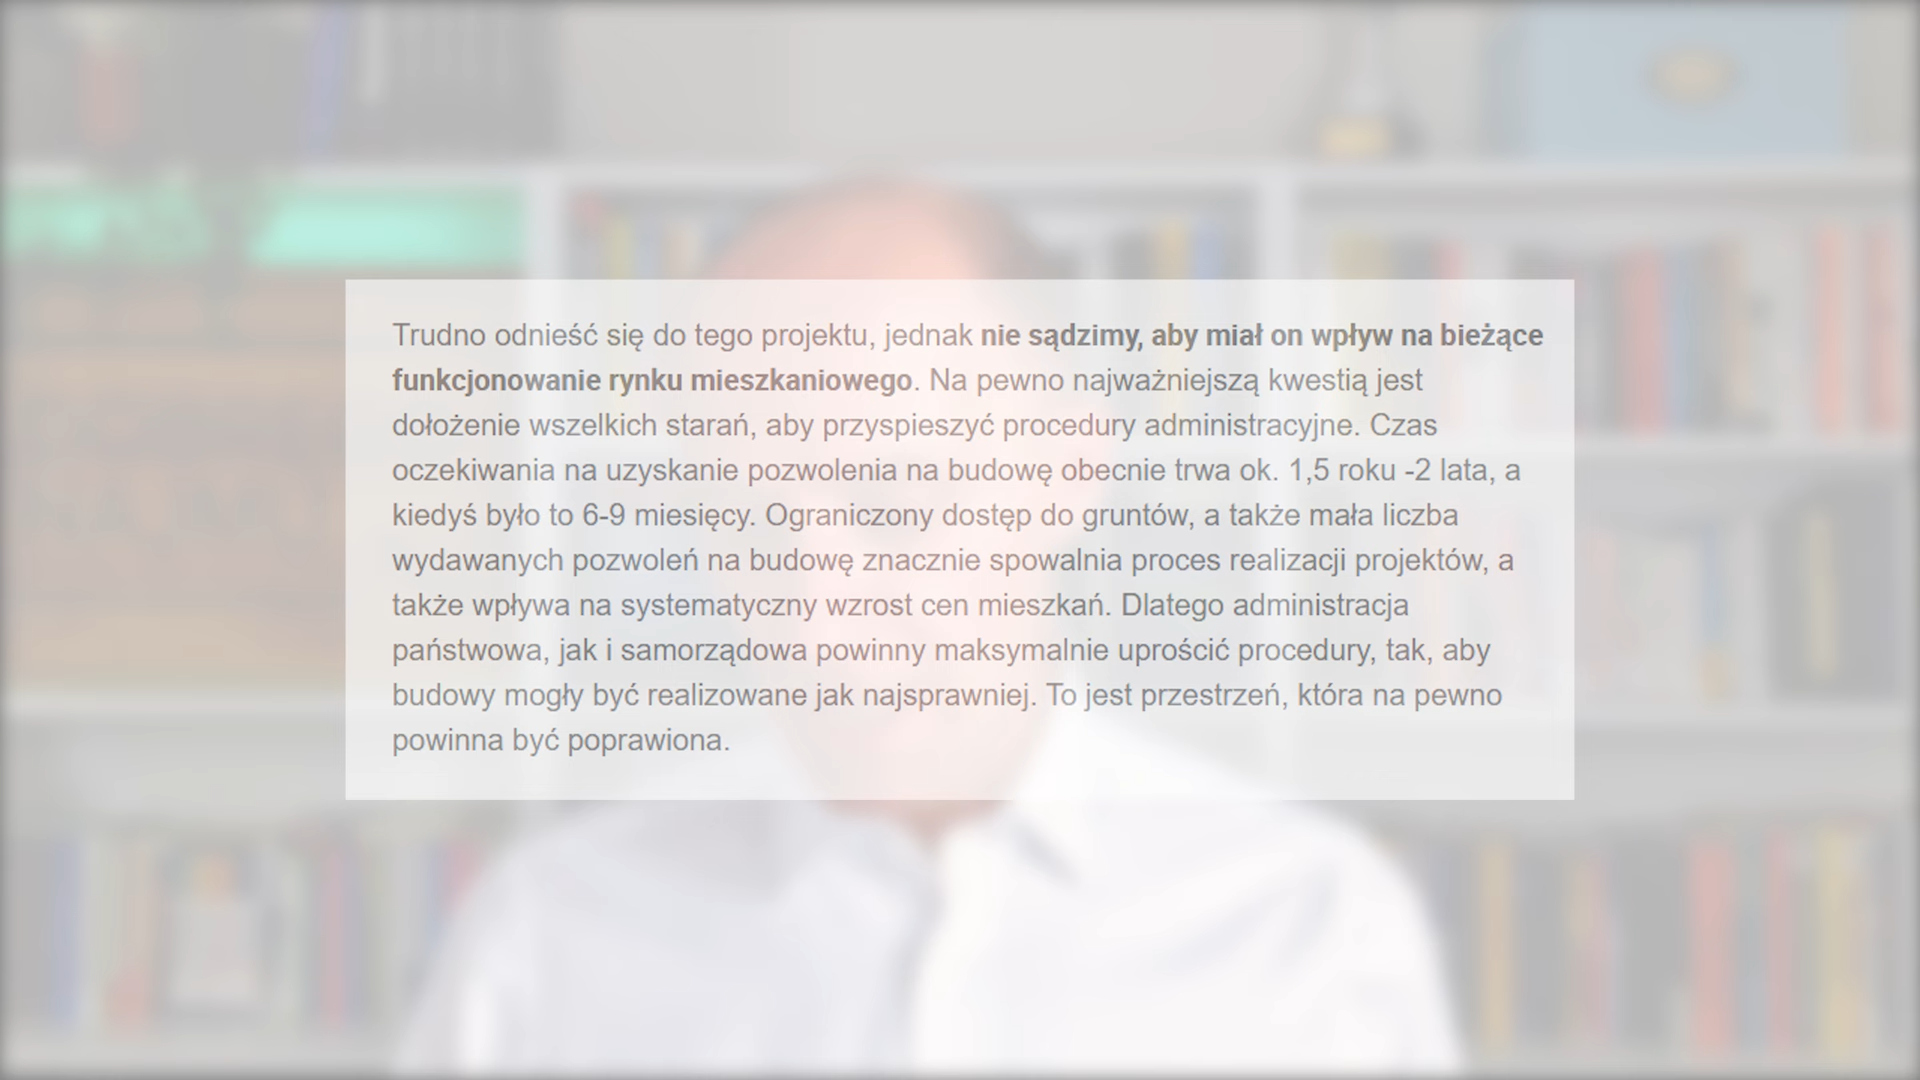 Trudno odnieść się do tego projektu, jednak nie sądzimy, aby miał on wpływ na bieżące
funkcjonowanie rynku mieszkaniowego. Na pewno najważniejszą kwestią jest
dołożenie wszelkich starań, aby przyspieszyć procedury administracyjne. Czas
oczekiwania na uzyskanie pozwolenia na budowę obecnie trwa ok. 1,5 roku -2 lata, a
kiedyś było to 6-9 miesięcy. Ograniczony dostęp do gruntów, a także mała liczba
wydawanych pozwoleń na budowę znacznie spowalnia proces realizacji projektów, a
także wpływa na systematyczny wzrost cen mieszkań. Dlatego administracja
państwowa, jak i samorządowa powinny maksymalnie uprościć procedury, tak, aby
budowy mogły być realizowane jak najsprawniej. To jest przestrzeń, która na pewno
powinna być poprawiona.